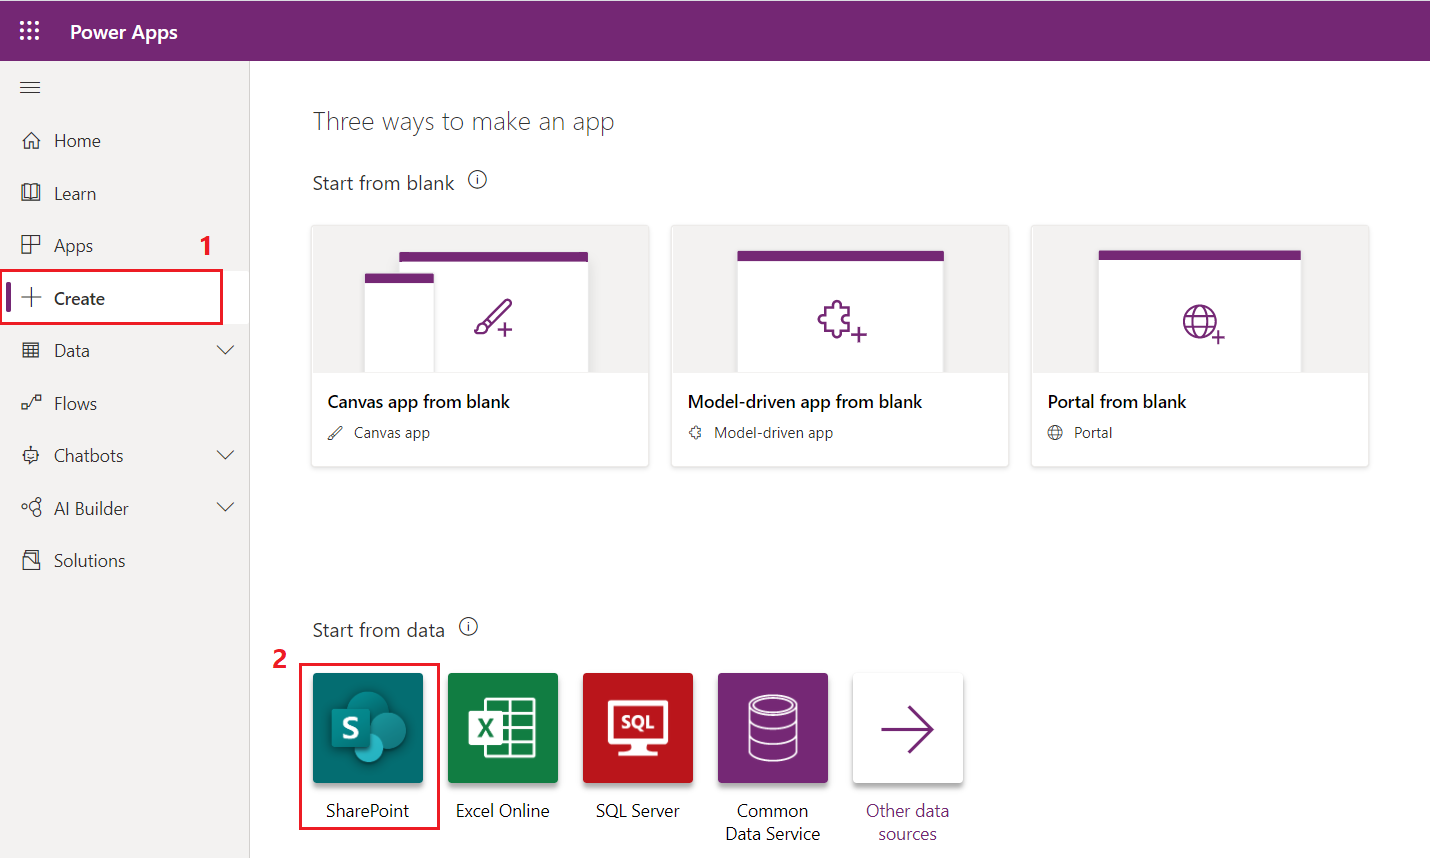 Power Apps
Home
Learn
Apps
1
Create
Data
Flows
Chatbots
AI Builder
Solutions
Three ways to make an app
Start from blank
Canvas app from blank
Canvas app
Model-driven app from blank
Model-driven app
Portal from blank
Portal
Start from data
2
S
SharePoint
X
Excel Online
SQL
SQL Server
Common
Data Service
Other data
sources